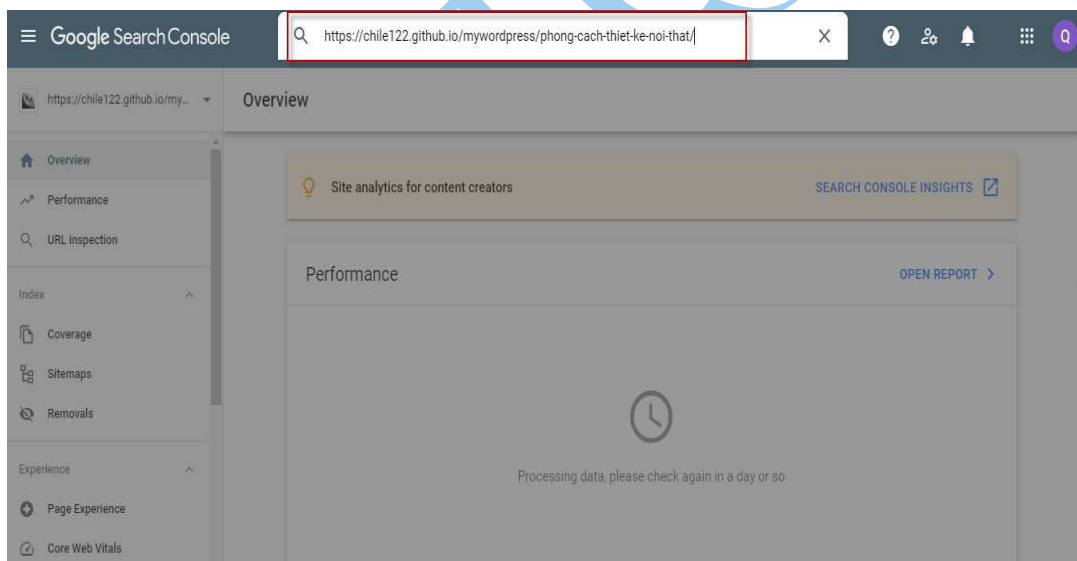 Google Search Console
https://chile122.github.io/mywordpress/phong-cach-thiet-ke-noi-that/
Q
https://chile122.github.io/my...
Overview
Overview
Performance
URL inspection
Index
Coverage
Sitemaps
Removals
Experience
Page Experience
Core Web Vitals
Site analytics for content creators
SEARCH CONSOLE INSIGHTS
Performance
OPEN REPORT
Processing data, please check again in a day or so